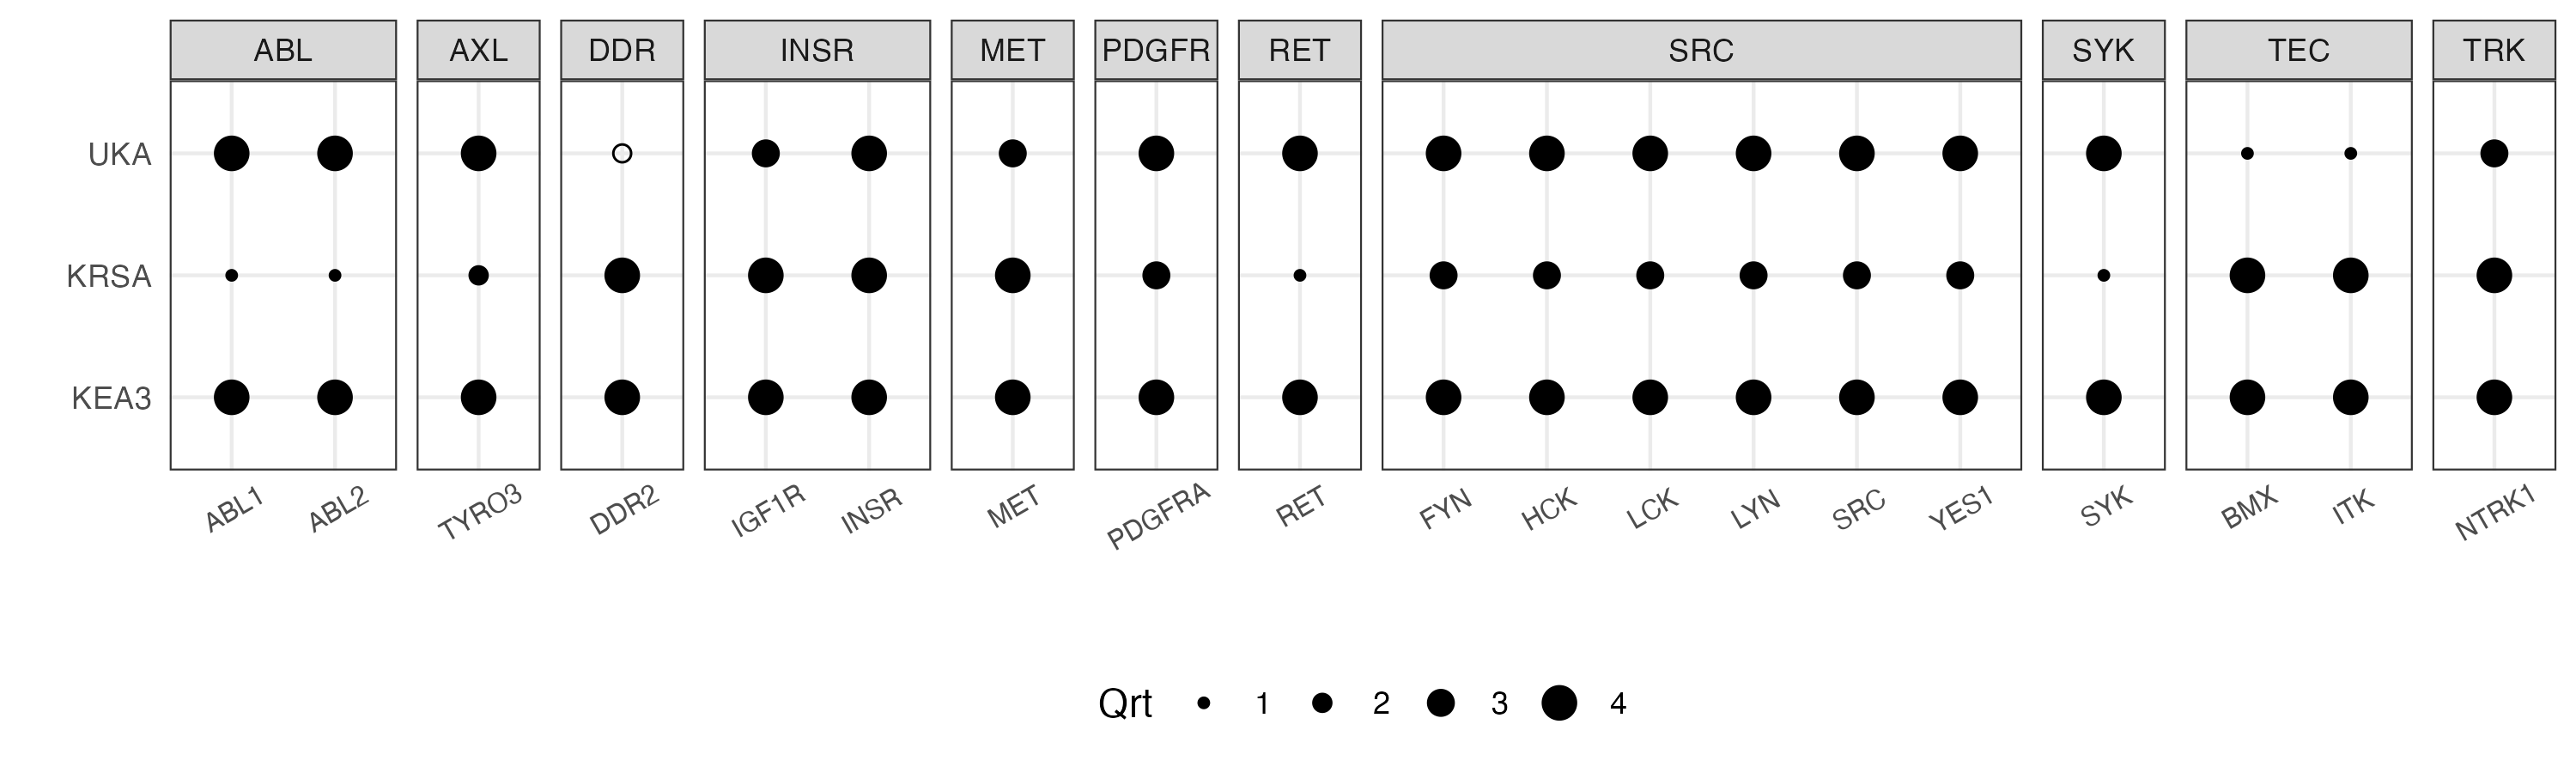 ABL AXL DDR INSR MET PDGFR RET SRC SYK TEC TRK
UKA
KRSA
KEA3
ABL1 ABL2 TYRO3 DDR2 IGF1R INSR MET PDGFRA RET FYN HCK LCK LYN SRC YES1 SYK BMX ITK NTRK1
Qrt 1 2 3 4